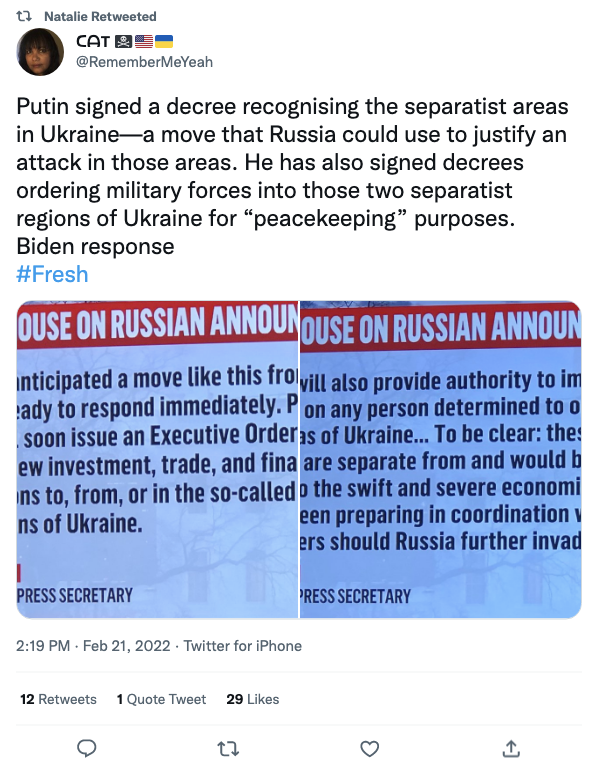 Natalie Retweeted
CAT
@RememberMeYeah
Putin signed a decree recognising the separatist areas
in Ukraine—a move that Russia could use to justify an
attack in those areas. He has also signed decrees
ordering military forces into those two separatist
regions of Ukraine for “peacekeeping” purposes.
Biden response
#Fresh
OUSE ON RUSSIAN ANNOUN
nticipated a move like this fro
eady to respond immediately. P
soon issue an Executive Order
ew investment, trade, and fina
ns to, from, or in the so-called
ns of Ukraine.
PRESS SECRETARY
OUSE ON RUSSIAN ANNOUN
will also provide authority to im
on any person determined to o
as of Ukraine... To be clear: thes
are separate from and would b
o the swift and severe economi
een preparing in coordination
ers should Russia further invad
PRESS SECRETARY
2:19 PM · Feb 21, 2022 · Twitter for iPhone
12 Retweets 1 Quote Tweet 29 Likes